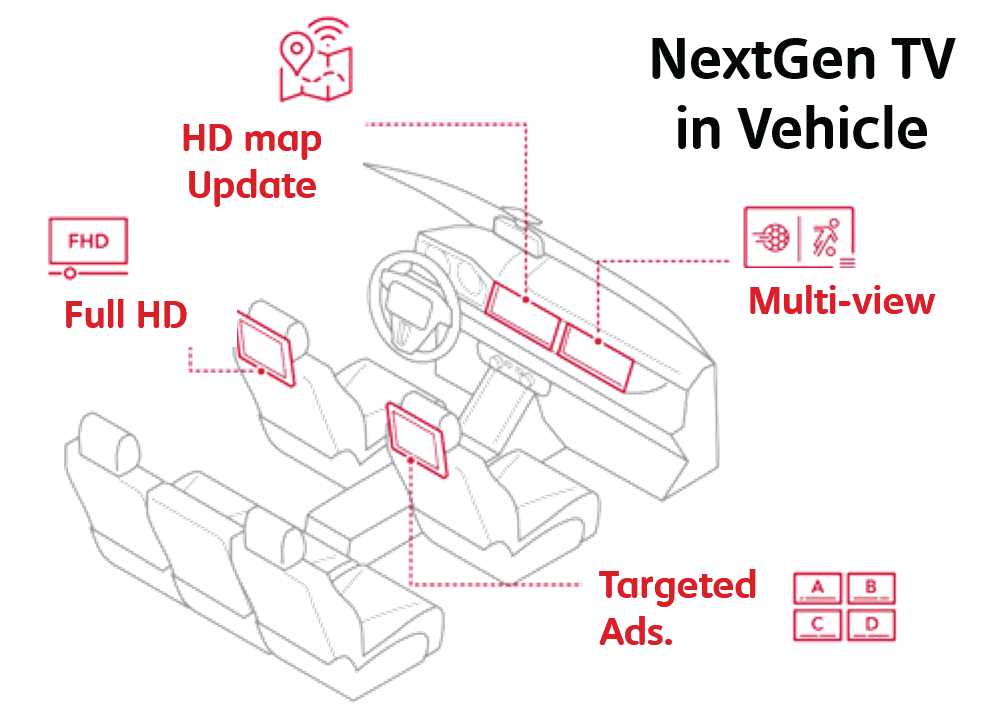 NextGen TV
in Vehicle
HD map
Update
FHD
Full HD
Multi-view
Targeted
Ads.
A B
C D